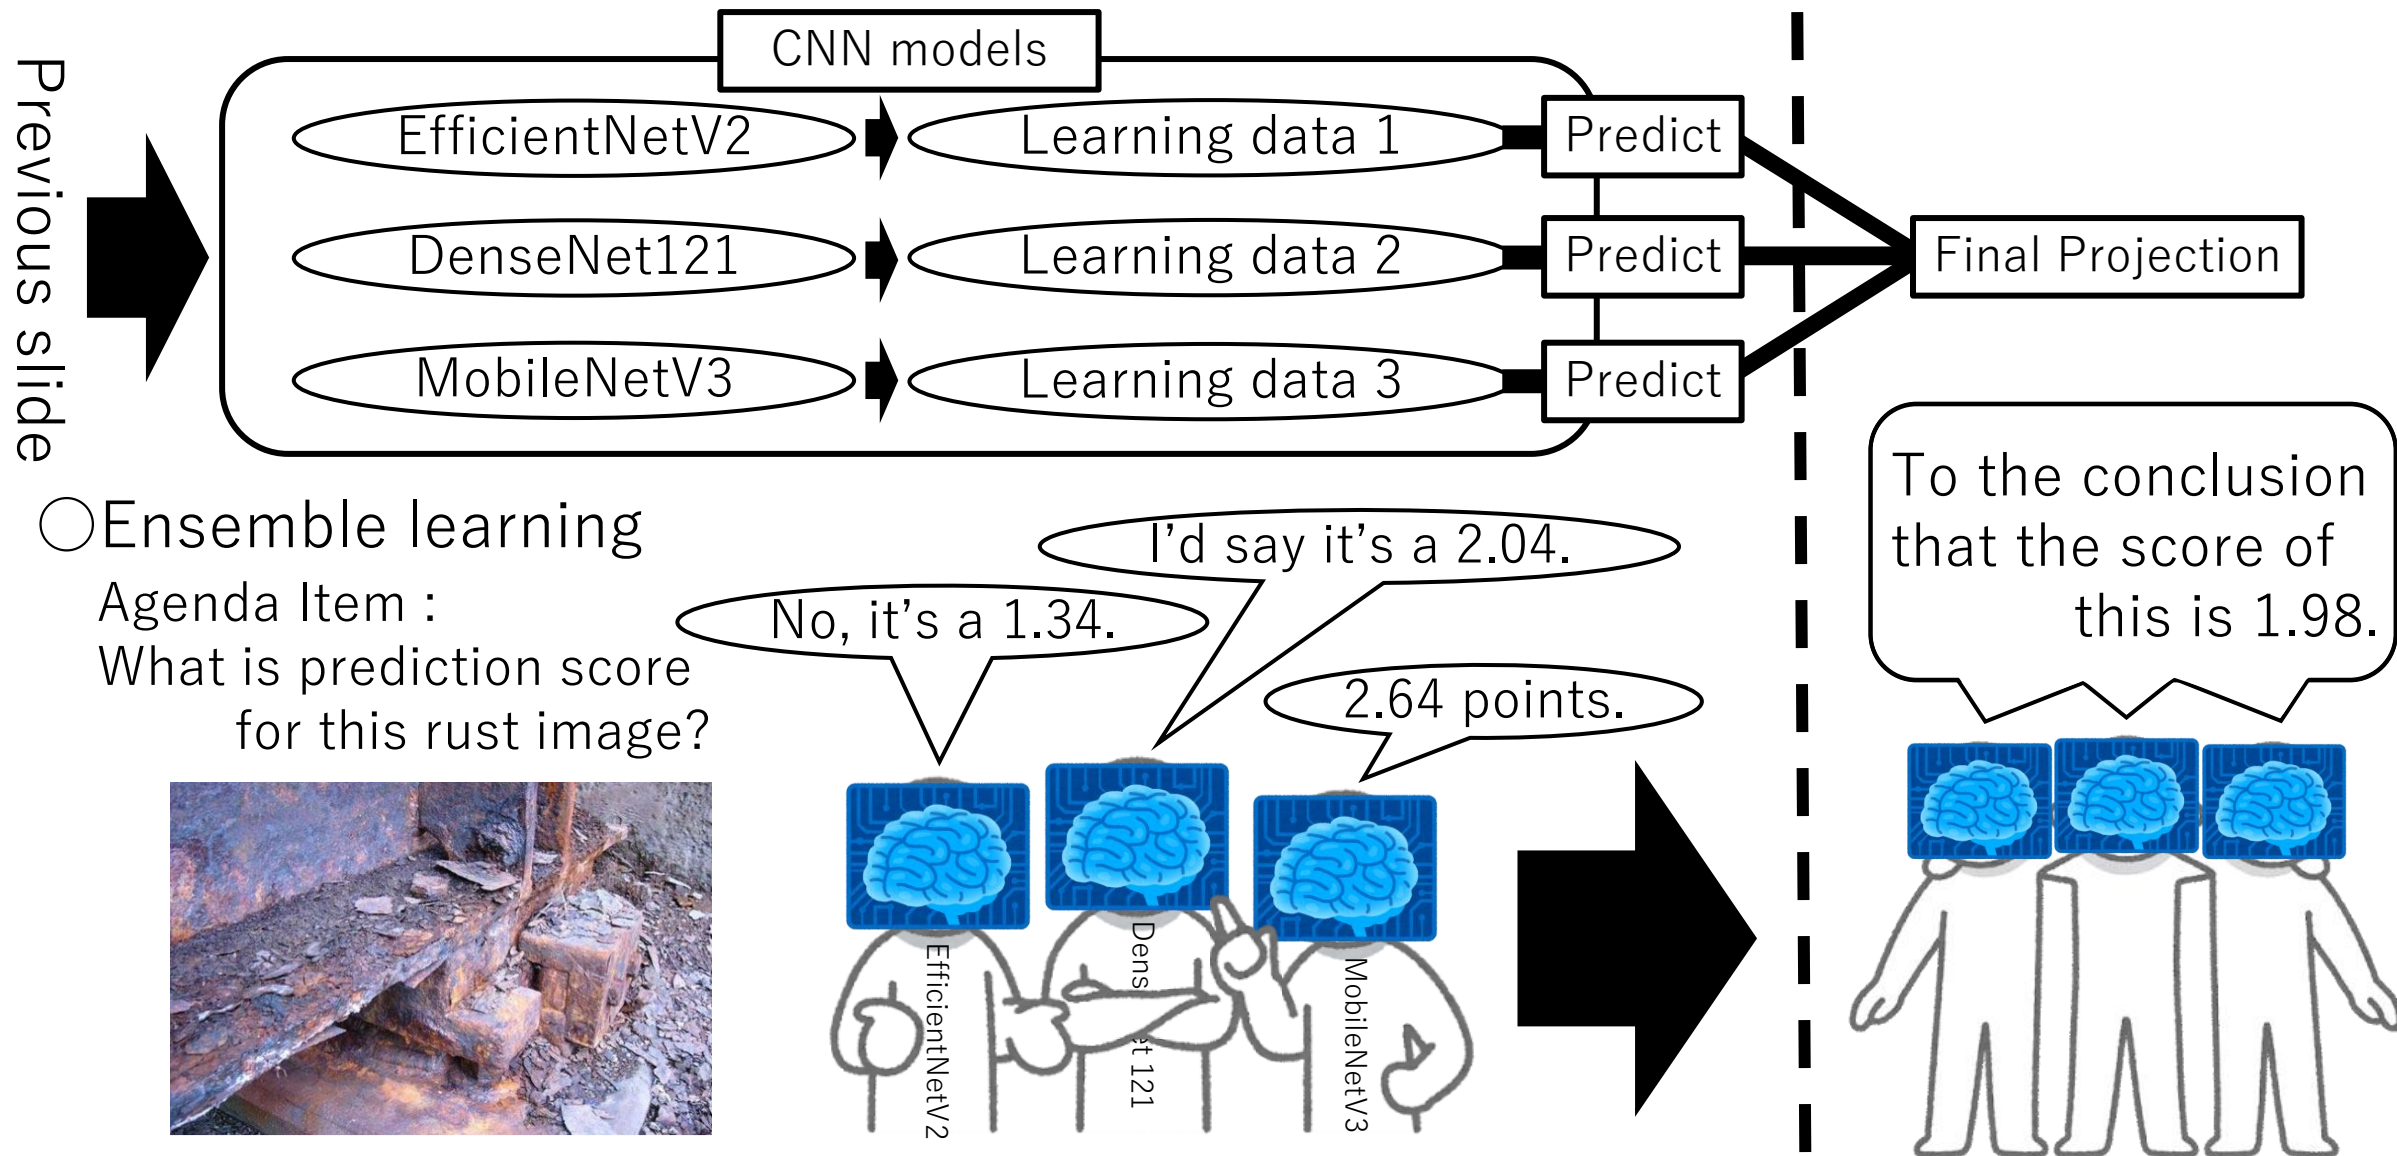 Previous slide
CNN models
EfficientNetV2
Learning data 1
Predict
DenseNet121
Learning data 2
Predict
Final Projection
MobileNetV3
Learning data 3
Predict
○Ensemble learning
Agenda Item :
What is prediction score
for this rust image?
No, it's a 1.34.
I'd say it's a 2.04.
2.64 points.
EfficientNetV2
Dens et 121
MobileNetV3
To the conclusion
that the score of
this is 1.98.